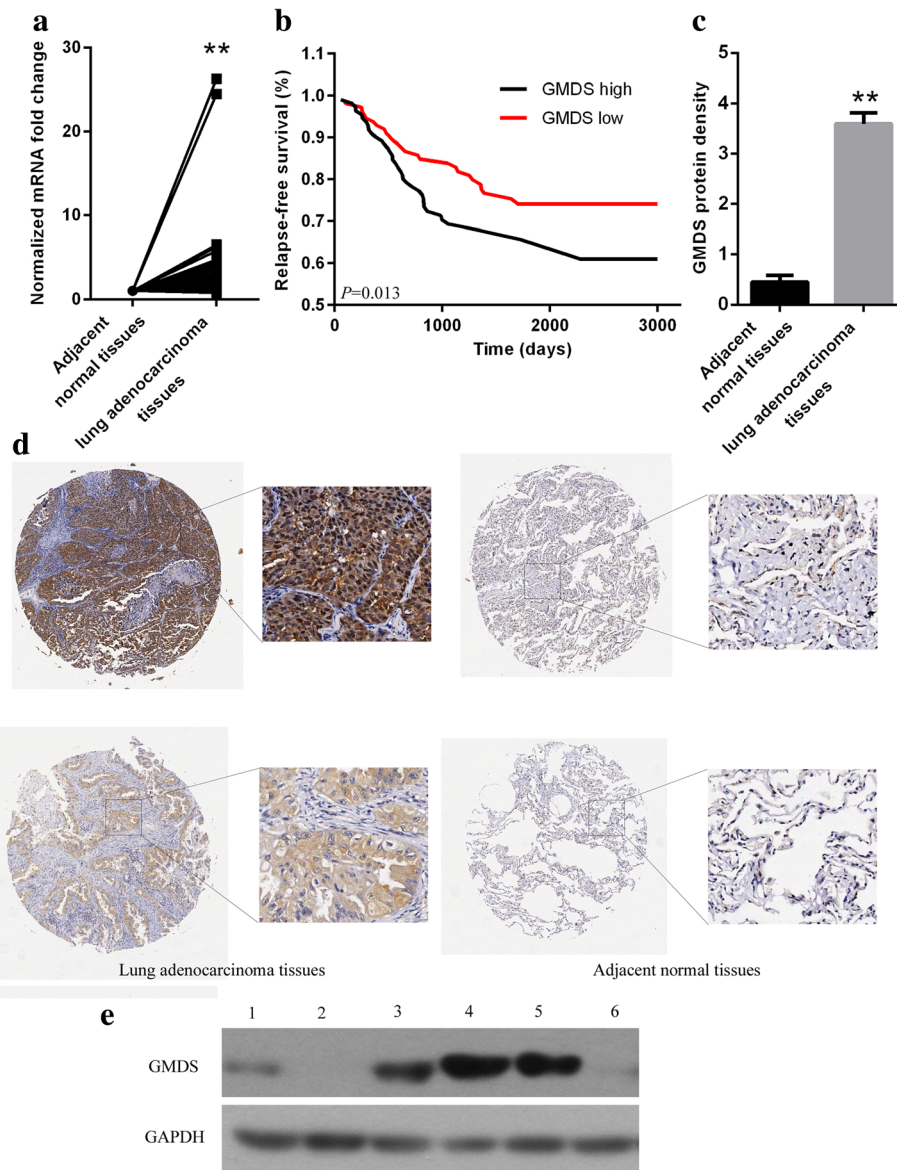 a
**
Normalized mRNA fold change
30
20
10
0
Adjacent
normal tissues
lung adenocarcinoma
tissues
b
Relapse-free survival (%)
1.1
1.0
0.9
0.8
0.7
0.6
0.5
GMDS high
GMDS low
P=0.013
0
1000
2000
3000
Time (days)
c
**
GMDS protein density
5
4
3
2
1
0
Adjacent
normal tissues
lung adenocarcinoma
tissues
d
Lung adenocarcinoma tissues
Adjacent normal tissues
e
1 2 3 4 5 6
GMDS
GAPDH